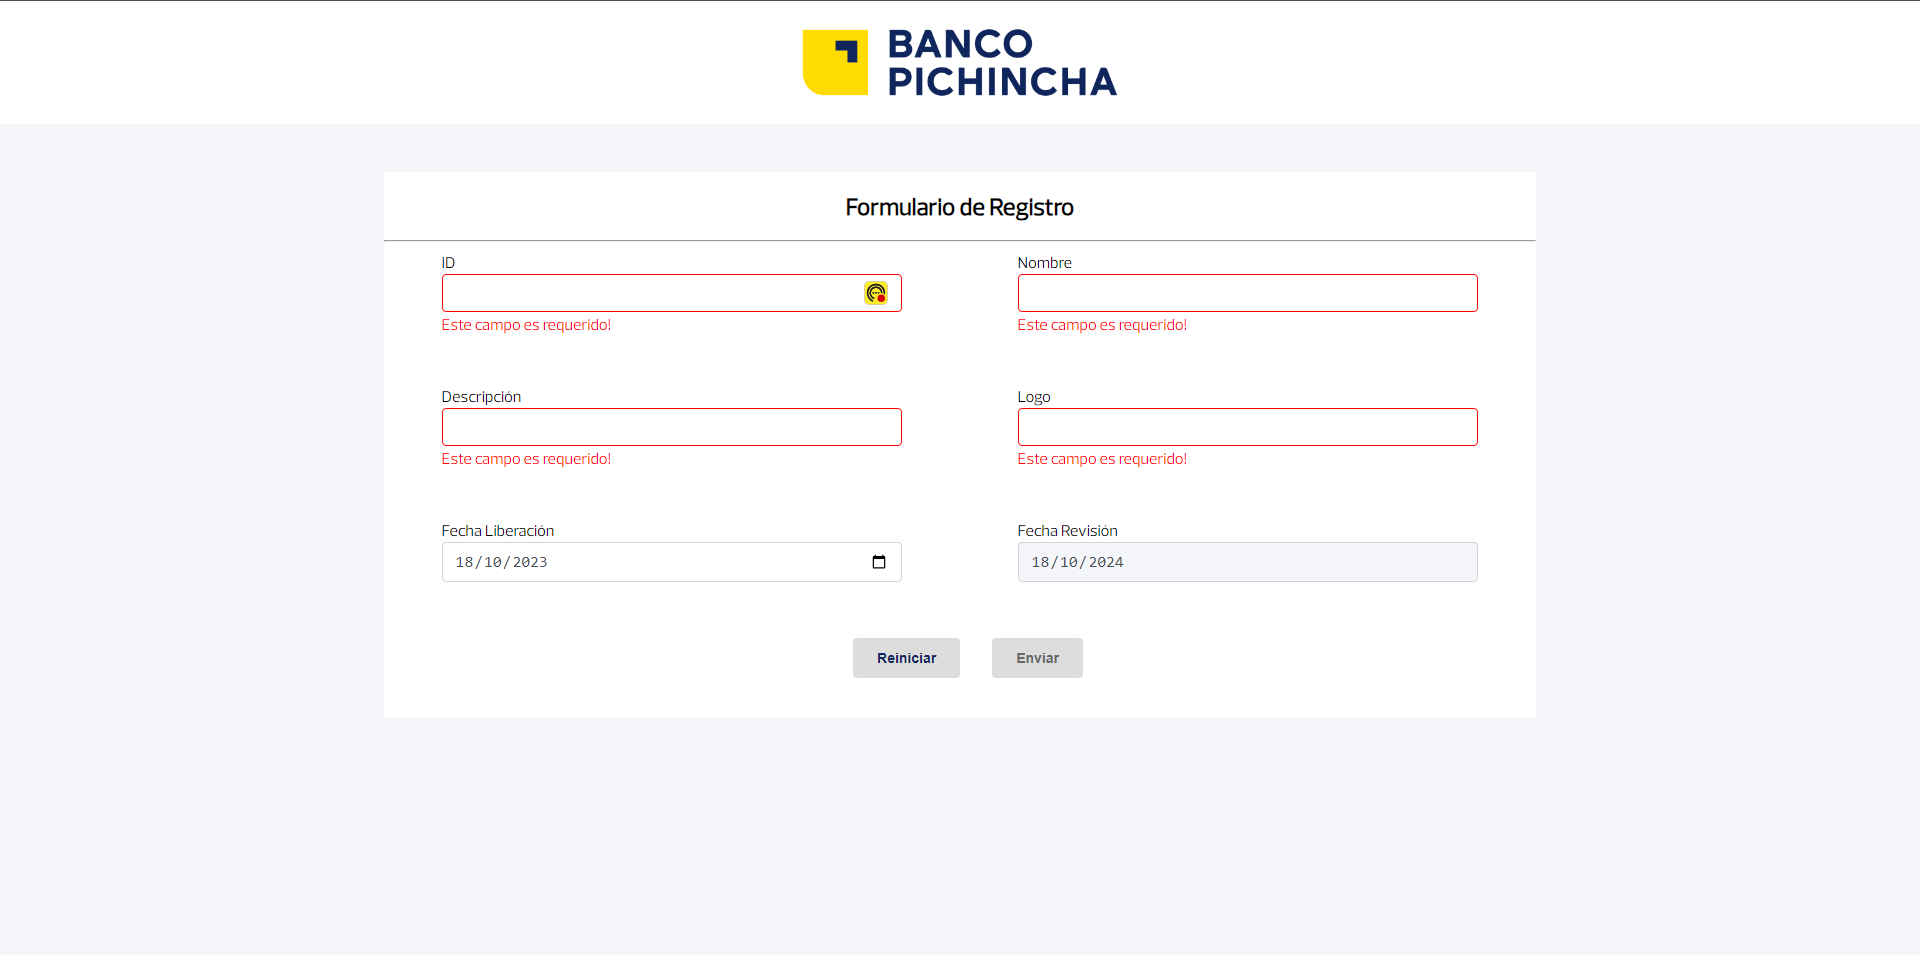 BANCO
PICHINCHA
Formulario de Registro
ID
Nombre
Este campo es requerido!
Este campo es requerido!
Descripción
Logo
Este campo es requerido!
Este campo es requerido!
Fecha Liberación
Fecha Revisión
18/10/2023
18/10/2024
Reiniciar
Enviar